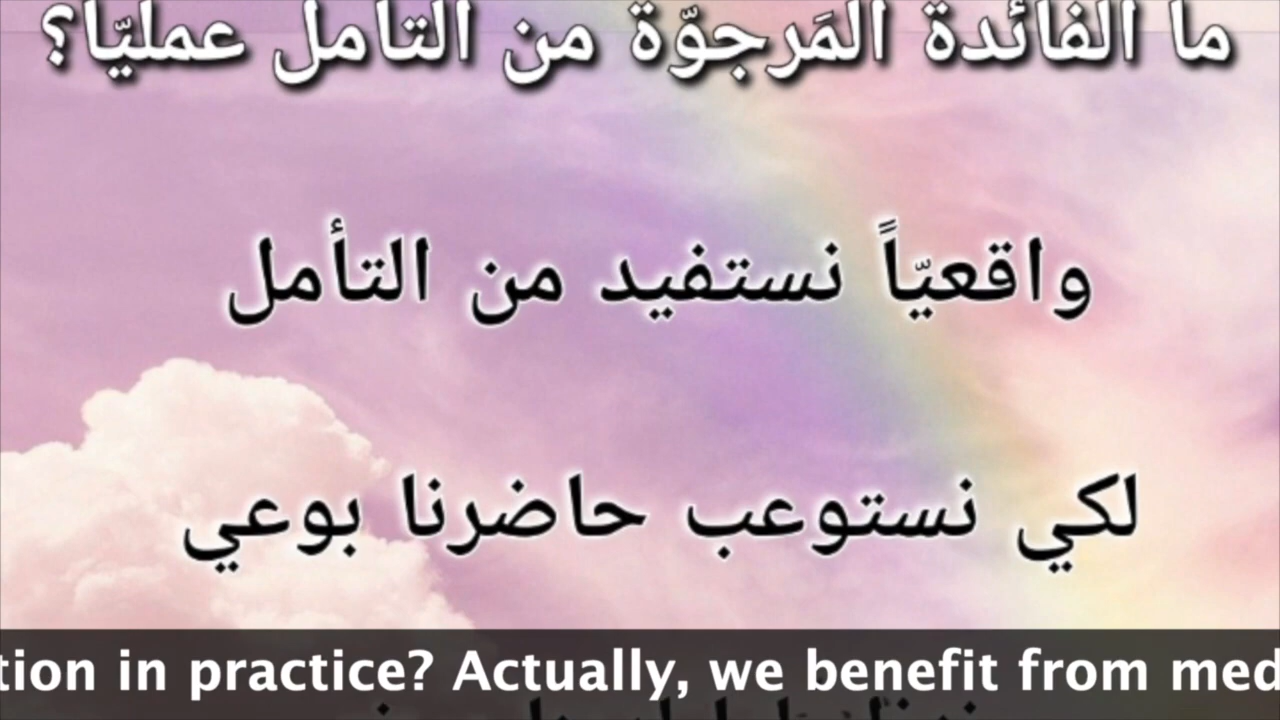 ما الفائدة المَرجوّة من التأمل عمليّا؟
واقعيّاً نستفيد من التأمل
لكي نستوعب حاضرنا بوعي
tion in practice? Actually, we benefit from med